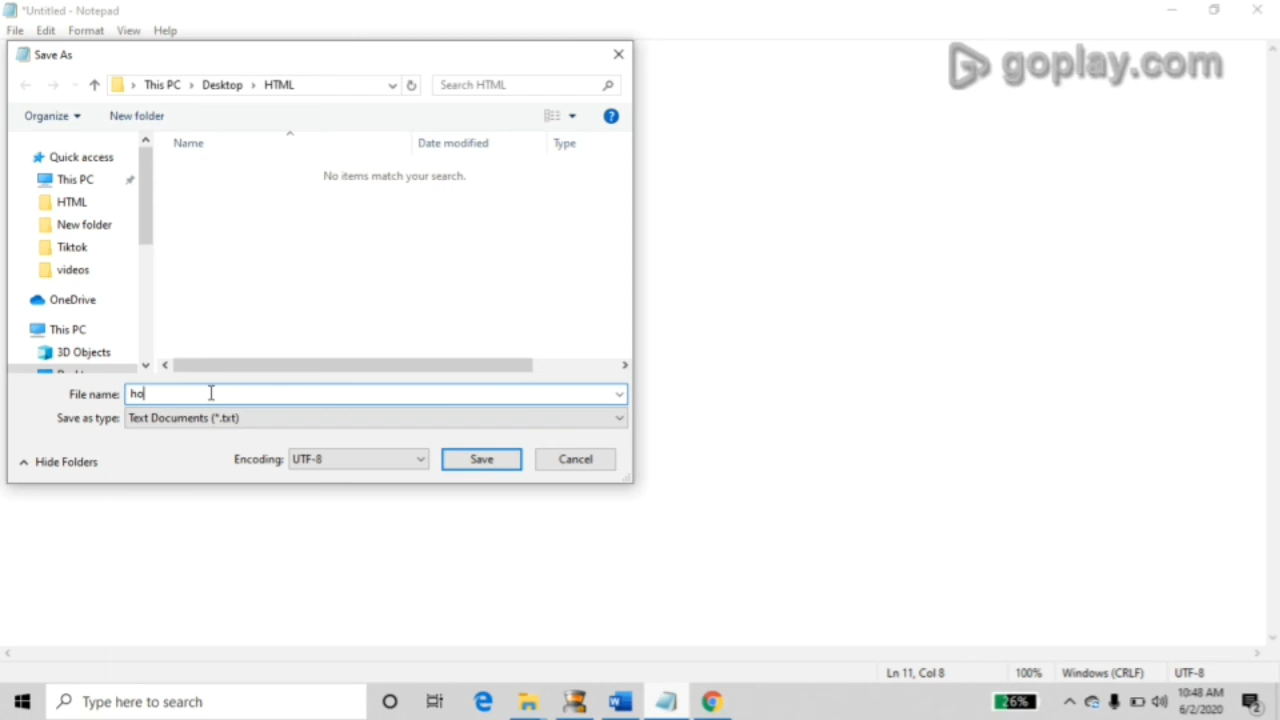 *Untitled - Notepad
File Edit Format View Help
goplay.com
Save As
This PC > Desktop > HTML
Search HTML
Organize
New folder
Name
Date modified
Type
No items match your search.
Quick access
This PC
HTML
New folder
Tiktok
videos
OneDrive
This PC
3D Objects
File name: ho
Save as type: Text Documents (*.txt)
Hide Folders
Encoding: UTF-8
Save
Cancel
Ln 11, Col 8
100%
Windows (CRLF)
UTF-8
Type here to search
26%
10:48 AM
6/2/2020
2